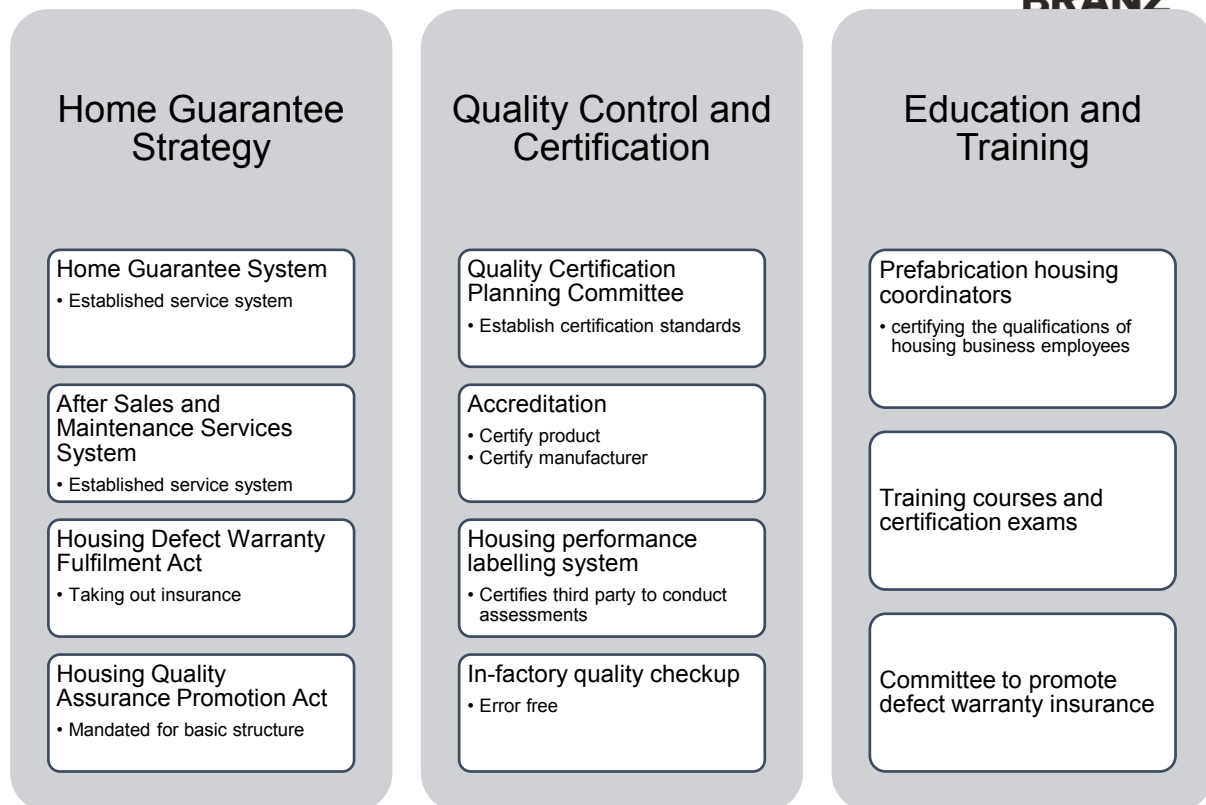 BRANZ
Home Guarantee
Strategy
Home Guarantee System
• Established service system
After Sales and
Maintenance Services
System
• Established service system
Housing Defect Warranty
Fulfilment Act
• Taking out insurance
Housing Quality
Assurance Promotion Act
• Mandated for basic structure
Quality Control and
Certification
Quality Certification
Planning Committee
• Establish certification standards
Accreditation
• Certify product
• Certify manufacturer
Housing performance
labelling system
• Certifies third party to conduct
assessments
In-factory quality checkup
• Error free
Education and
Training
Prefabrication housing
coordinators
• certifying the qualifications of
housing business employees
Training courses and
certification exams
Committee to promote
defect warranty insurance